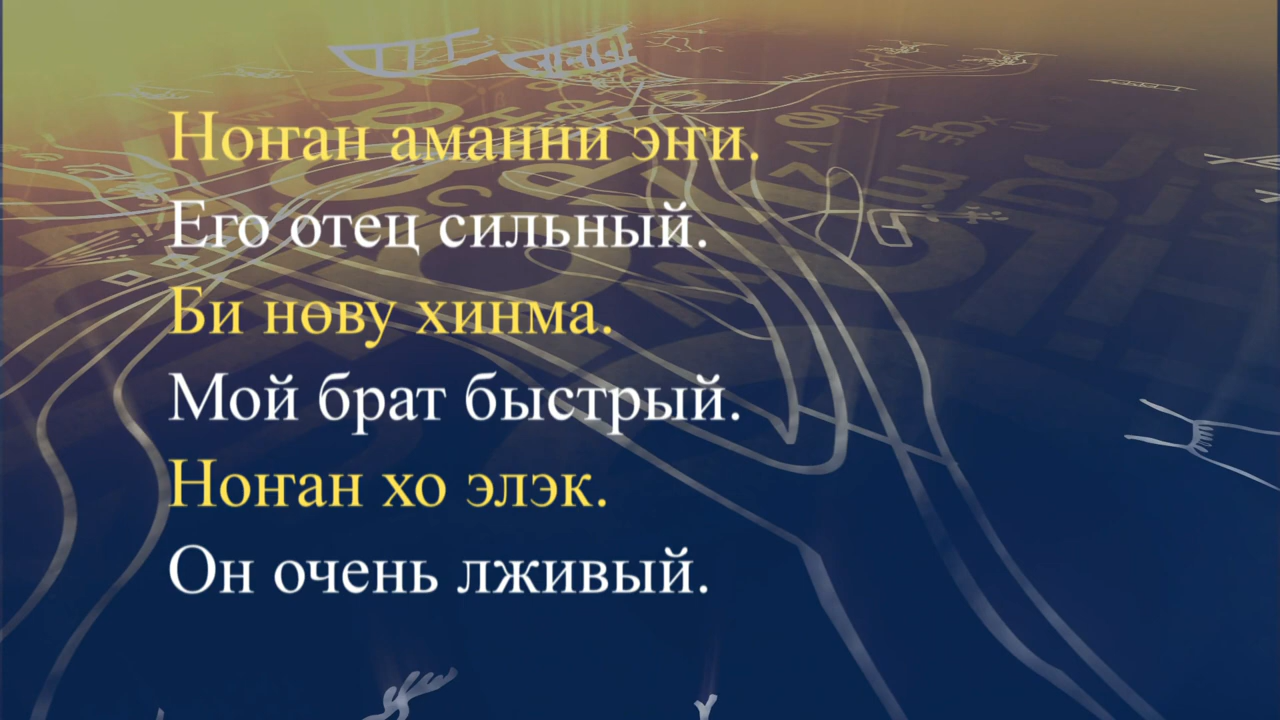 Ноӈан аманни эӈи.
Его отец сильный.
Би нөву хинма.
Мой брат быстрый.
Ноӈан хо элэк.
Он очень лживый.